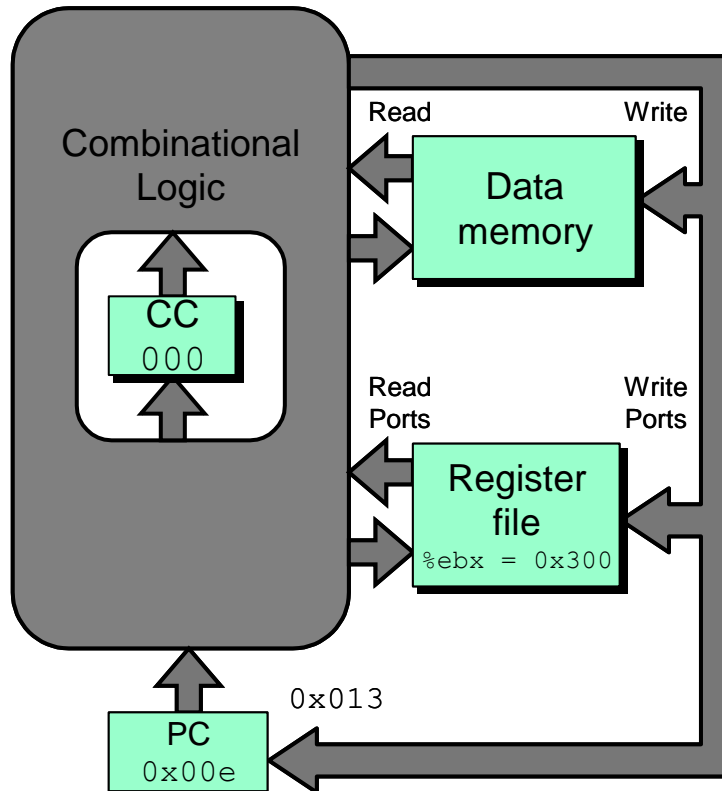 Read
Write
Combinational
Logic
Data
memory
CC
000
Read
Ports
Write
Ports
Register
file
%ebx = 0x300
0x013
PC
0x00e